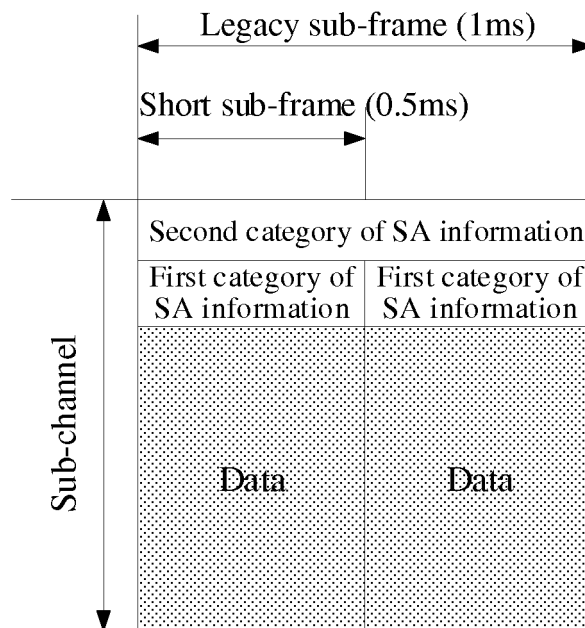 Legacy sub-frame (1ms)
Short sub-frame (0.5ms)
Second category of SA information
First category of
SA information
First category of
SA information
Sub-channel
Data
Data